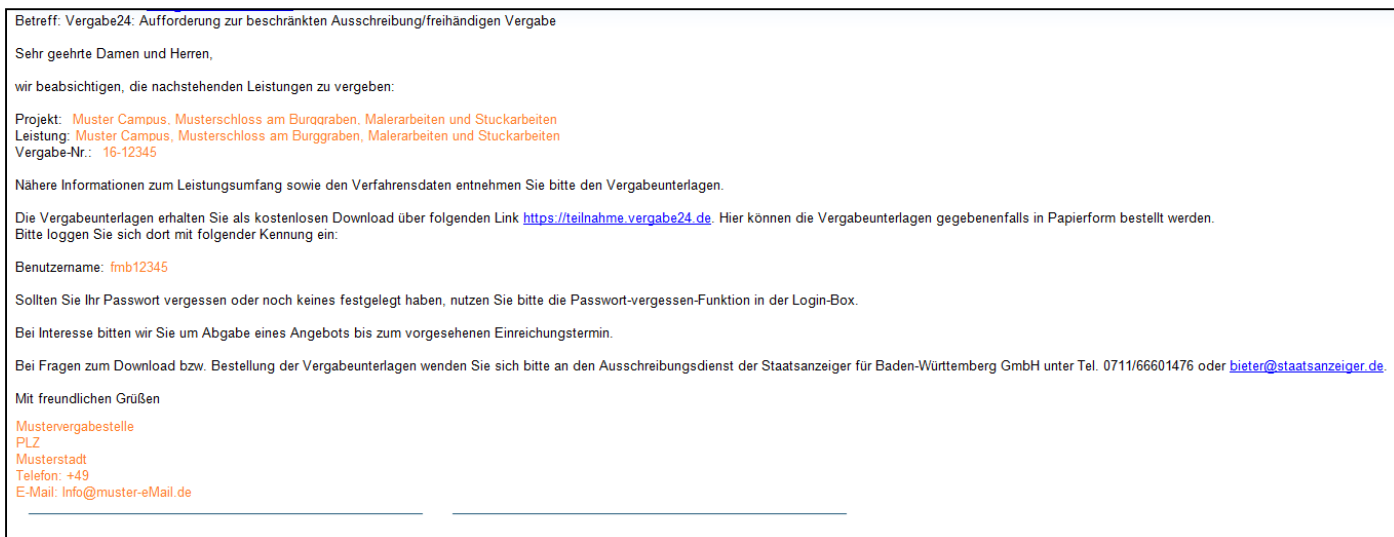 Betreff: Vergabe24: Aufforderung zur beschränkten Ausschreibung/freihändigen Vergabe
Sehr geehrte Damen und Herren,
wir beabsichtigen, die nachstehenden Leistungen zu vergeben:
Projekt: Muster Campus, Musterschloss am Burggraben, Malerarbeiten und Stuckarbeiten
Leistung: Muster Campus, Musterschloss am Burggraben, Malerarbeiten und Stuckarbeiten
Vergabe-Nr.: 16-12345
Nähere Informationen zum Leistungsumfang sowie den Verfahrensdaten entnehmen Sie bitte den Vergabeunterlagen.
Die Vergabeunterlagen erhalten Sie als kostenlosen Download über folgenden Link https://teilnahme.vergabe24.de. Hier können die Vergabeunterlagen gegebenenfalls in Papierform bestellt werden.
Bitte loggen Sie sich dort mit folgender Kennung ein:
Benutzername: fmb12345
Sollten Sie Ihr Passwort vergessen oder noch keines festgelegt haben, nutzen Sie bitte die Passwort-vergessen-Funktion in der Login-Box.
Bei Interesse bitten wir Sie um Abgabe eines Angebots bis zum vorgesehenen Einreichungstermin.
Bei Fragen zum Download bzw. Bestellung der Vergabeunterlagen wenden Sie sich bitte an den Ausschreibungsdienst der Staatsanzeiger für Baden-Württemberg GmbH unter Tel. 0711/66601476 oder bieter@staatsanzeiger.de.
Mit freundlichen Grüßen
Mustervergabestelle
PLZ
Musterstadt
Telefon: +49
E-Mail: Info@muster-eMail.de